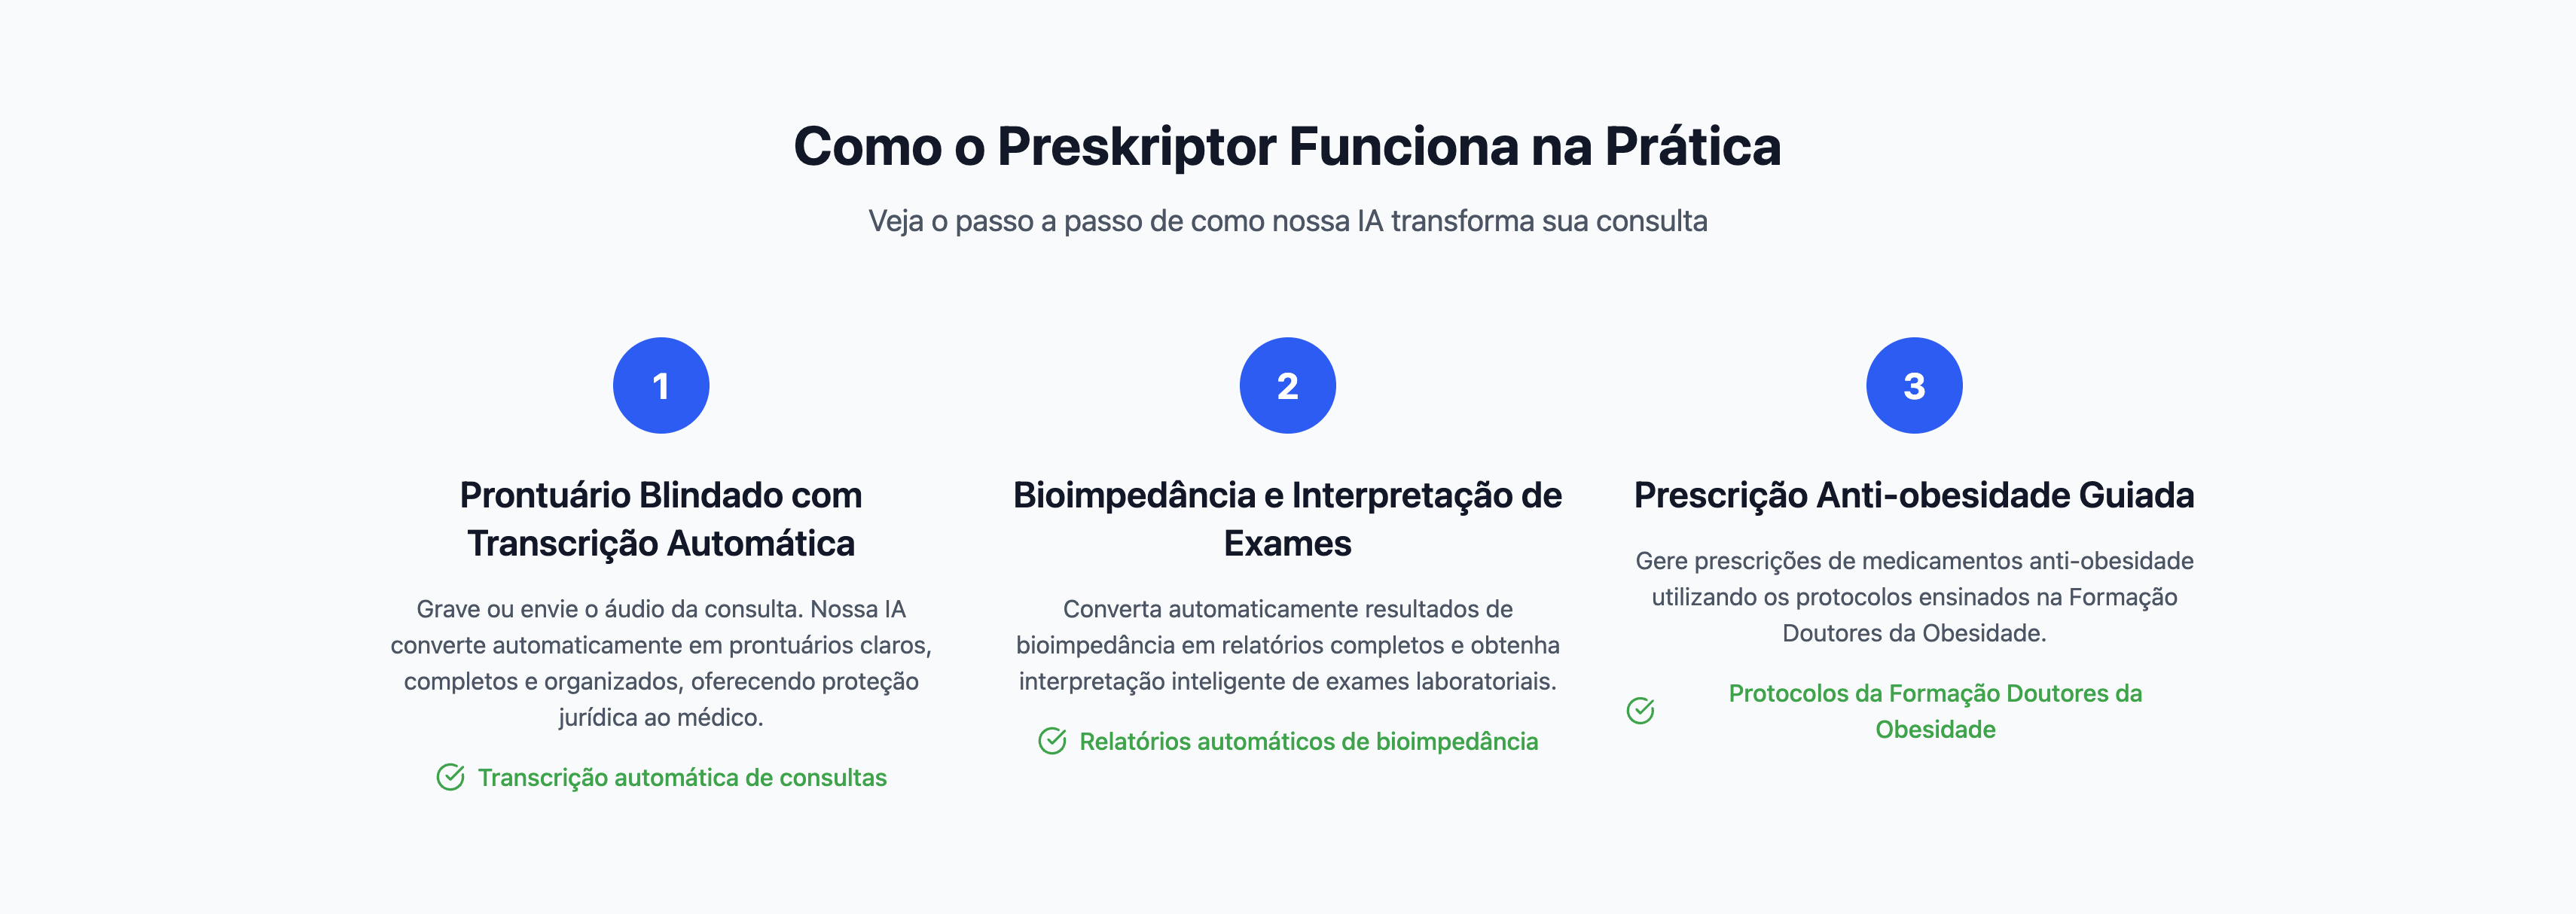 Como o Preskriptor Funciona na Prática
Veja o passo a passo de como nossa IA transforma sua consulta
1
Prontuário Blindado com
Transcrição Automática
Grave ou envie o áudio da consulta. Nossa IA
converte automaticamente em prontuários claros,
completos e organizados, oferecendo proteção
jurídica ao médico.
Transcrição automática de consultas
2
Bioimpedância e Interpretação de
Exames
Converta automaticamente resultados de
bioimpedância em relatórios completos e obtenha
interpretação inteligente de exames laboratoriais.
Relatórios automáticos de bioimpedância
3
Prescrição Anti-obesidade Guiada
Gere prescrições de medicamentos anti-obesidade
utilizando os protocolos ensinados na Formação
Doutores da Obesidade.
Protocolos da Formação Doutores da
Obesidade